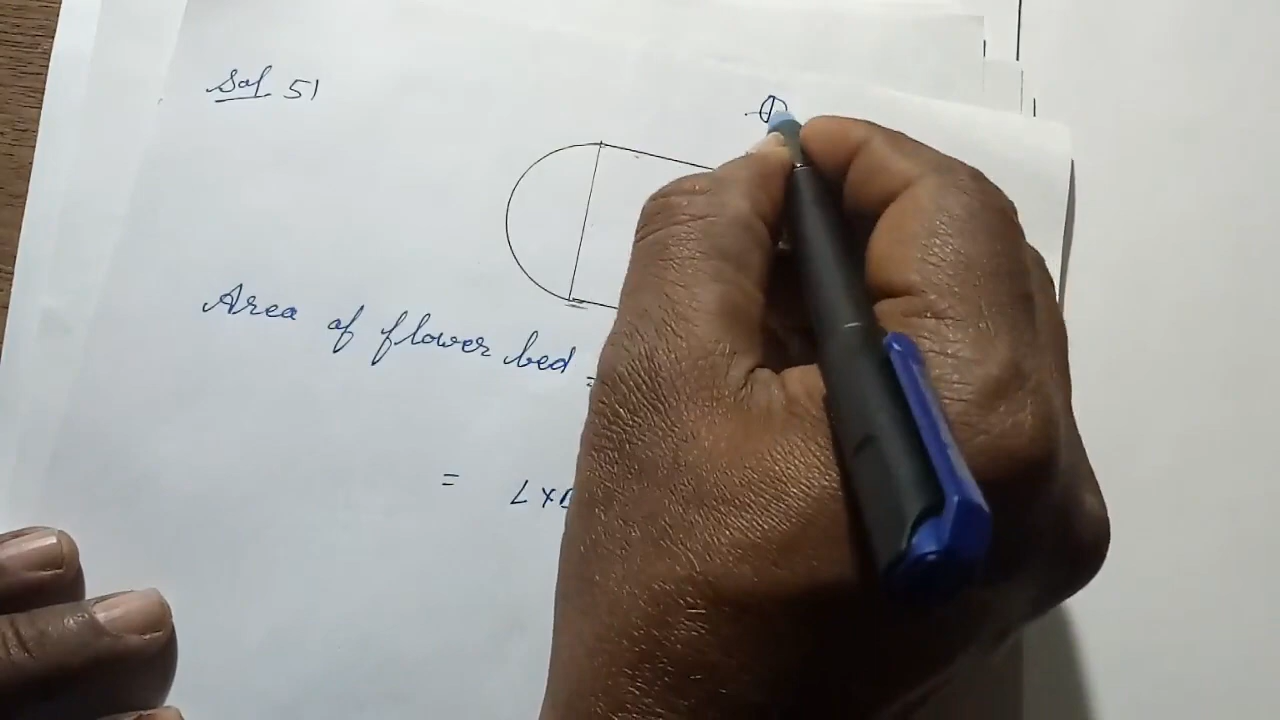 Sol 51
Area of flower bed =
= L×B